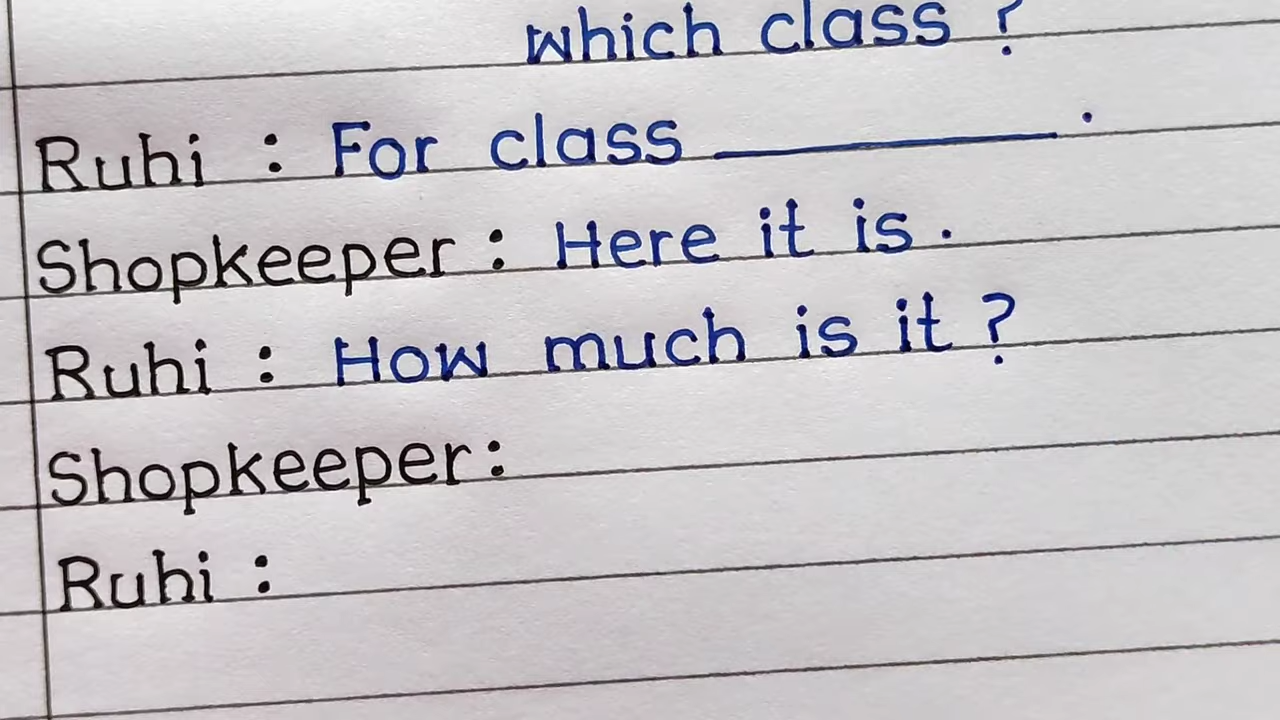 which class ?
Ruhi : For class ________ .
Shopkeeper : Here it is .
Ruhi : How much is it ?
Shopkeeper :
Ruhi :